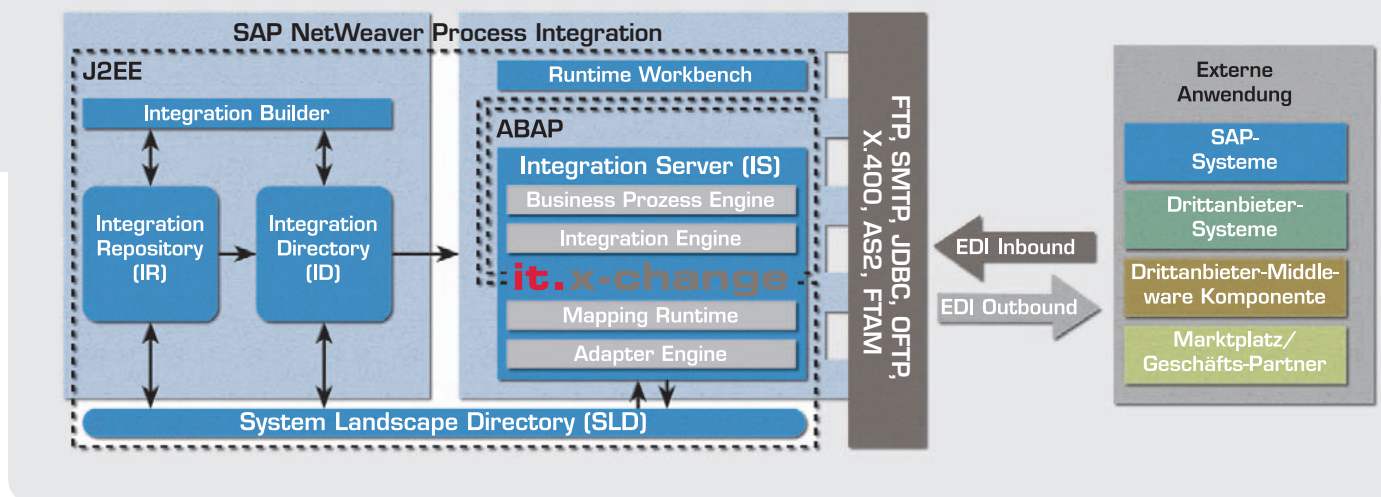 SAP NetWeaver Process Integration
J2EE
Integration Builder
Integration
Repository
(IR)
Integration
Directory
(ID)
Runtime Workbench
ABAP
Integration Server (IS)
Business Prozess Engine
Integration Engine
it.x-change
Mapping Runtime
Adapter Engine
System Landscape Directory (SLD)
FTP, SMTP, JDBC, OFTP,
X.400, AS2, FTAM
EDI Inbound
EDI Outbound
Externe
Anwendung
SAP-
Systeme
Drittanbieter-
Systeme
Drittanbieter-Middle-
ware Komponente
Marktplatz/
Geschäfts-Partner